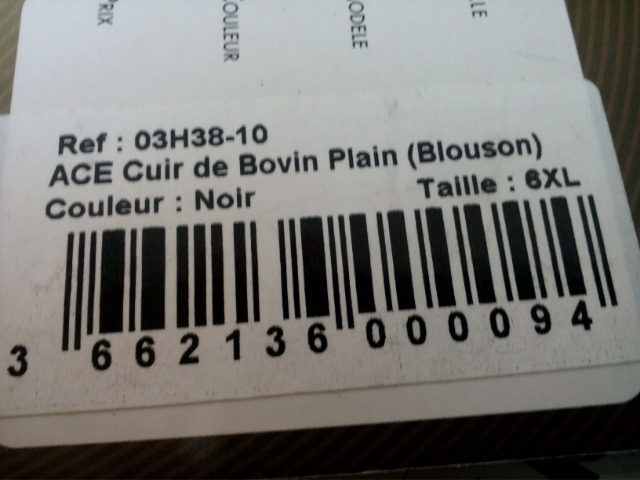 PRIX
COULEUR
MODELE
Ref : 03H38-10
ACE Cuir de Bovin Plain (Blouson)
Couleur : Noir
Taille : 6XL
3 662136 000094